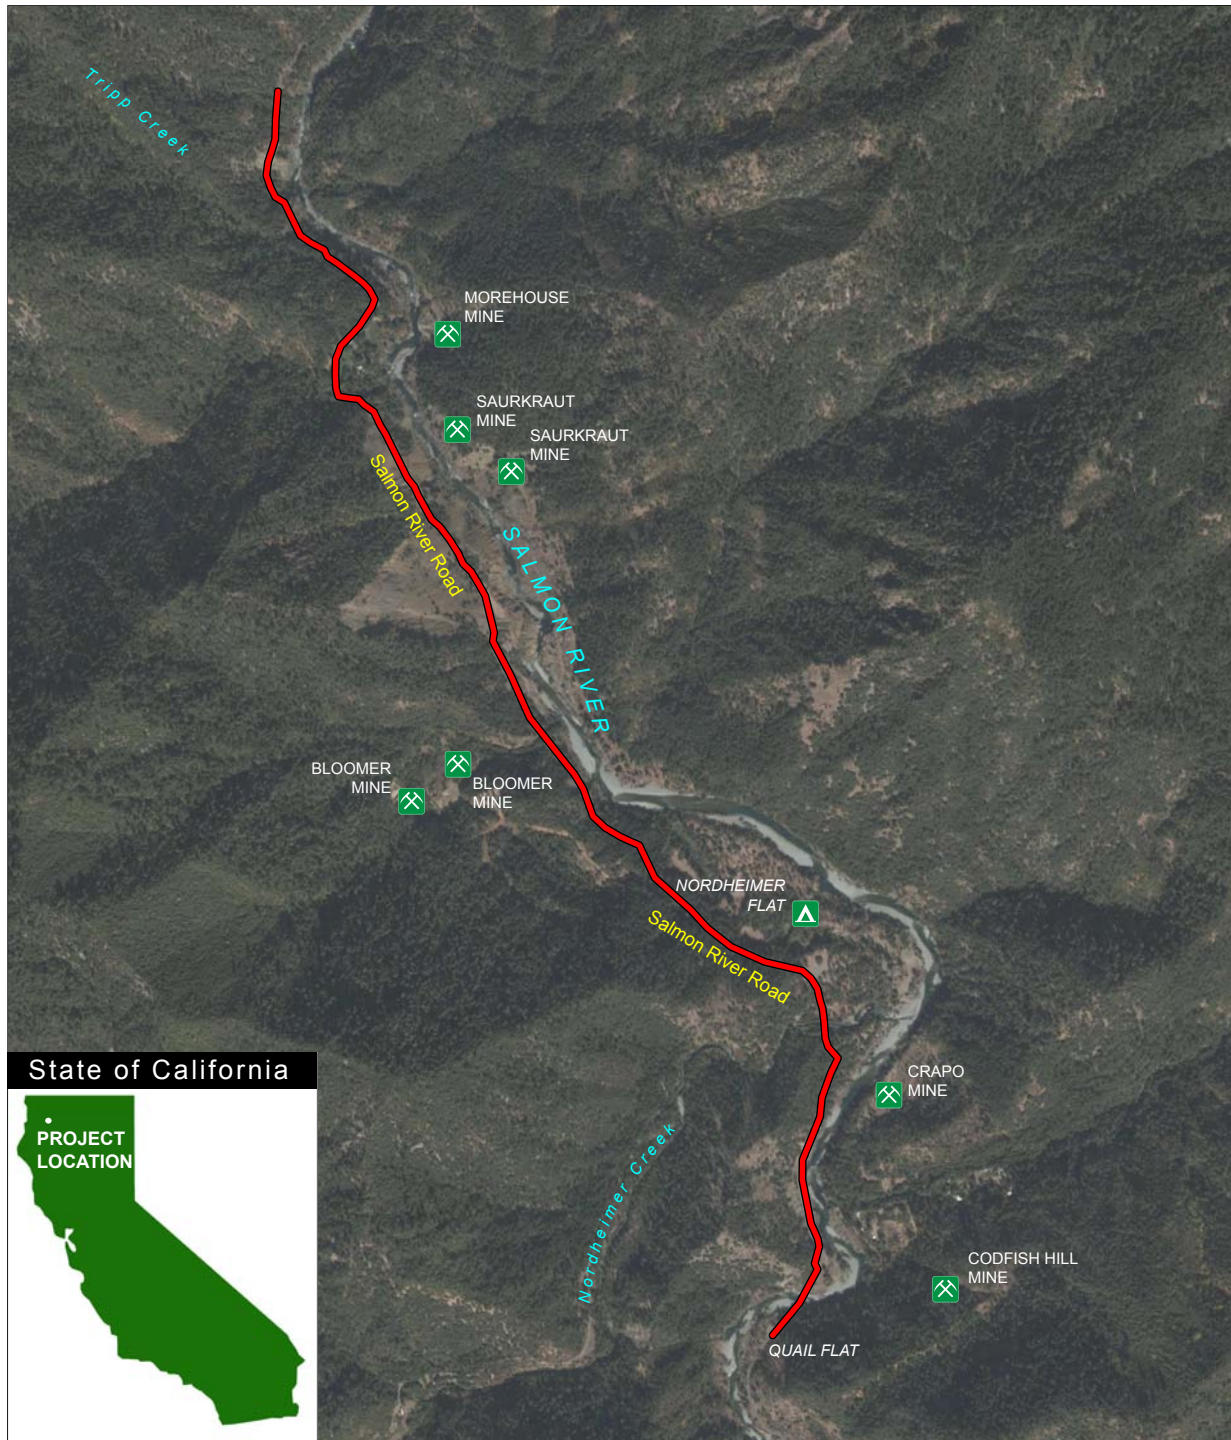 Tripp Creek
MOREHOUSE
MINE
SAURKRAUT
MINE
SAURKRAUT
MINE
Salmon River Road
SALMON RIVER
BLOOMER
MINE
BLOOMER
MINE
NORDHEIMER
FLAT
Salmon River Road
CRAPO
MINE
Nordheimer Creek
CODFISH HILL
MINE
QUAIL FLAT
State of California
PROJECT
LOCATION